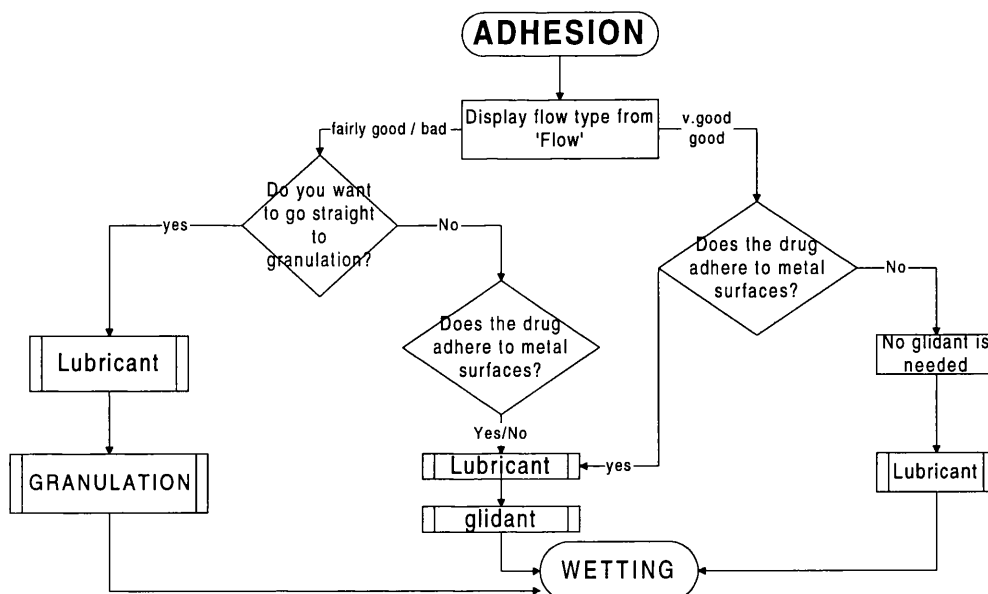 ADHESION
Display flow type from
'Flow'
fairly good / bad
v.good
good
Do you want
to go straight
to
granulation?
yes
No
Does the drug
adhere to metal
surfaces?
No
Does the drug
adhere to metal
surfaces?
No glidant is
needed
Lubricant
Yes/No
GRANULATION
Lubricant
yes
Lubricant
glidant
WETTING